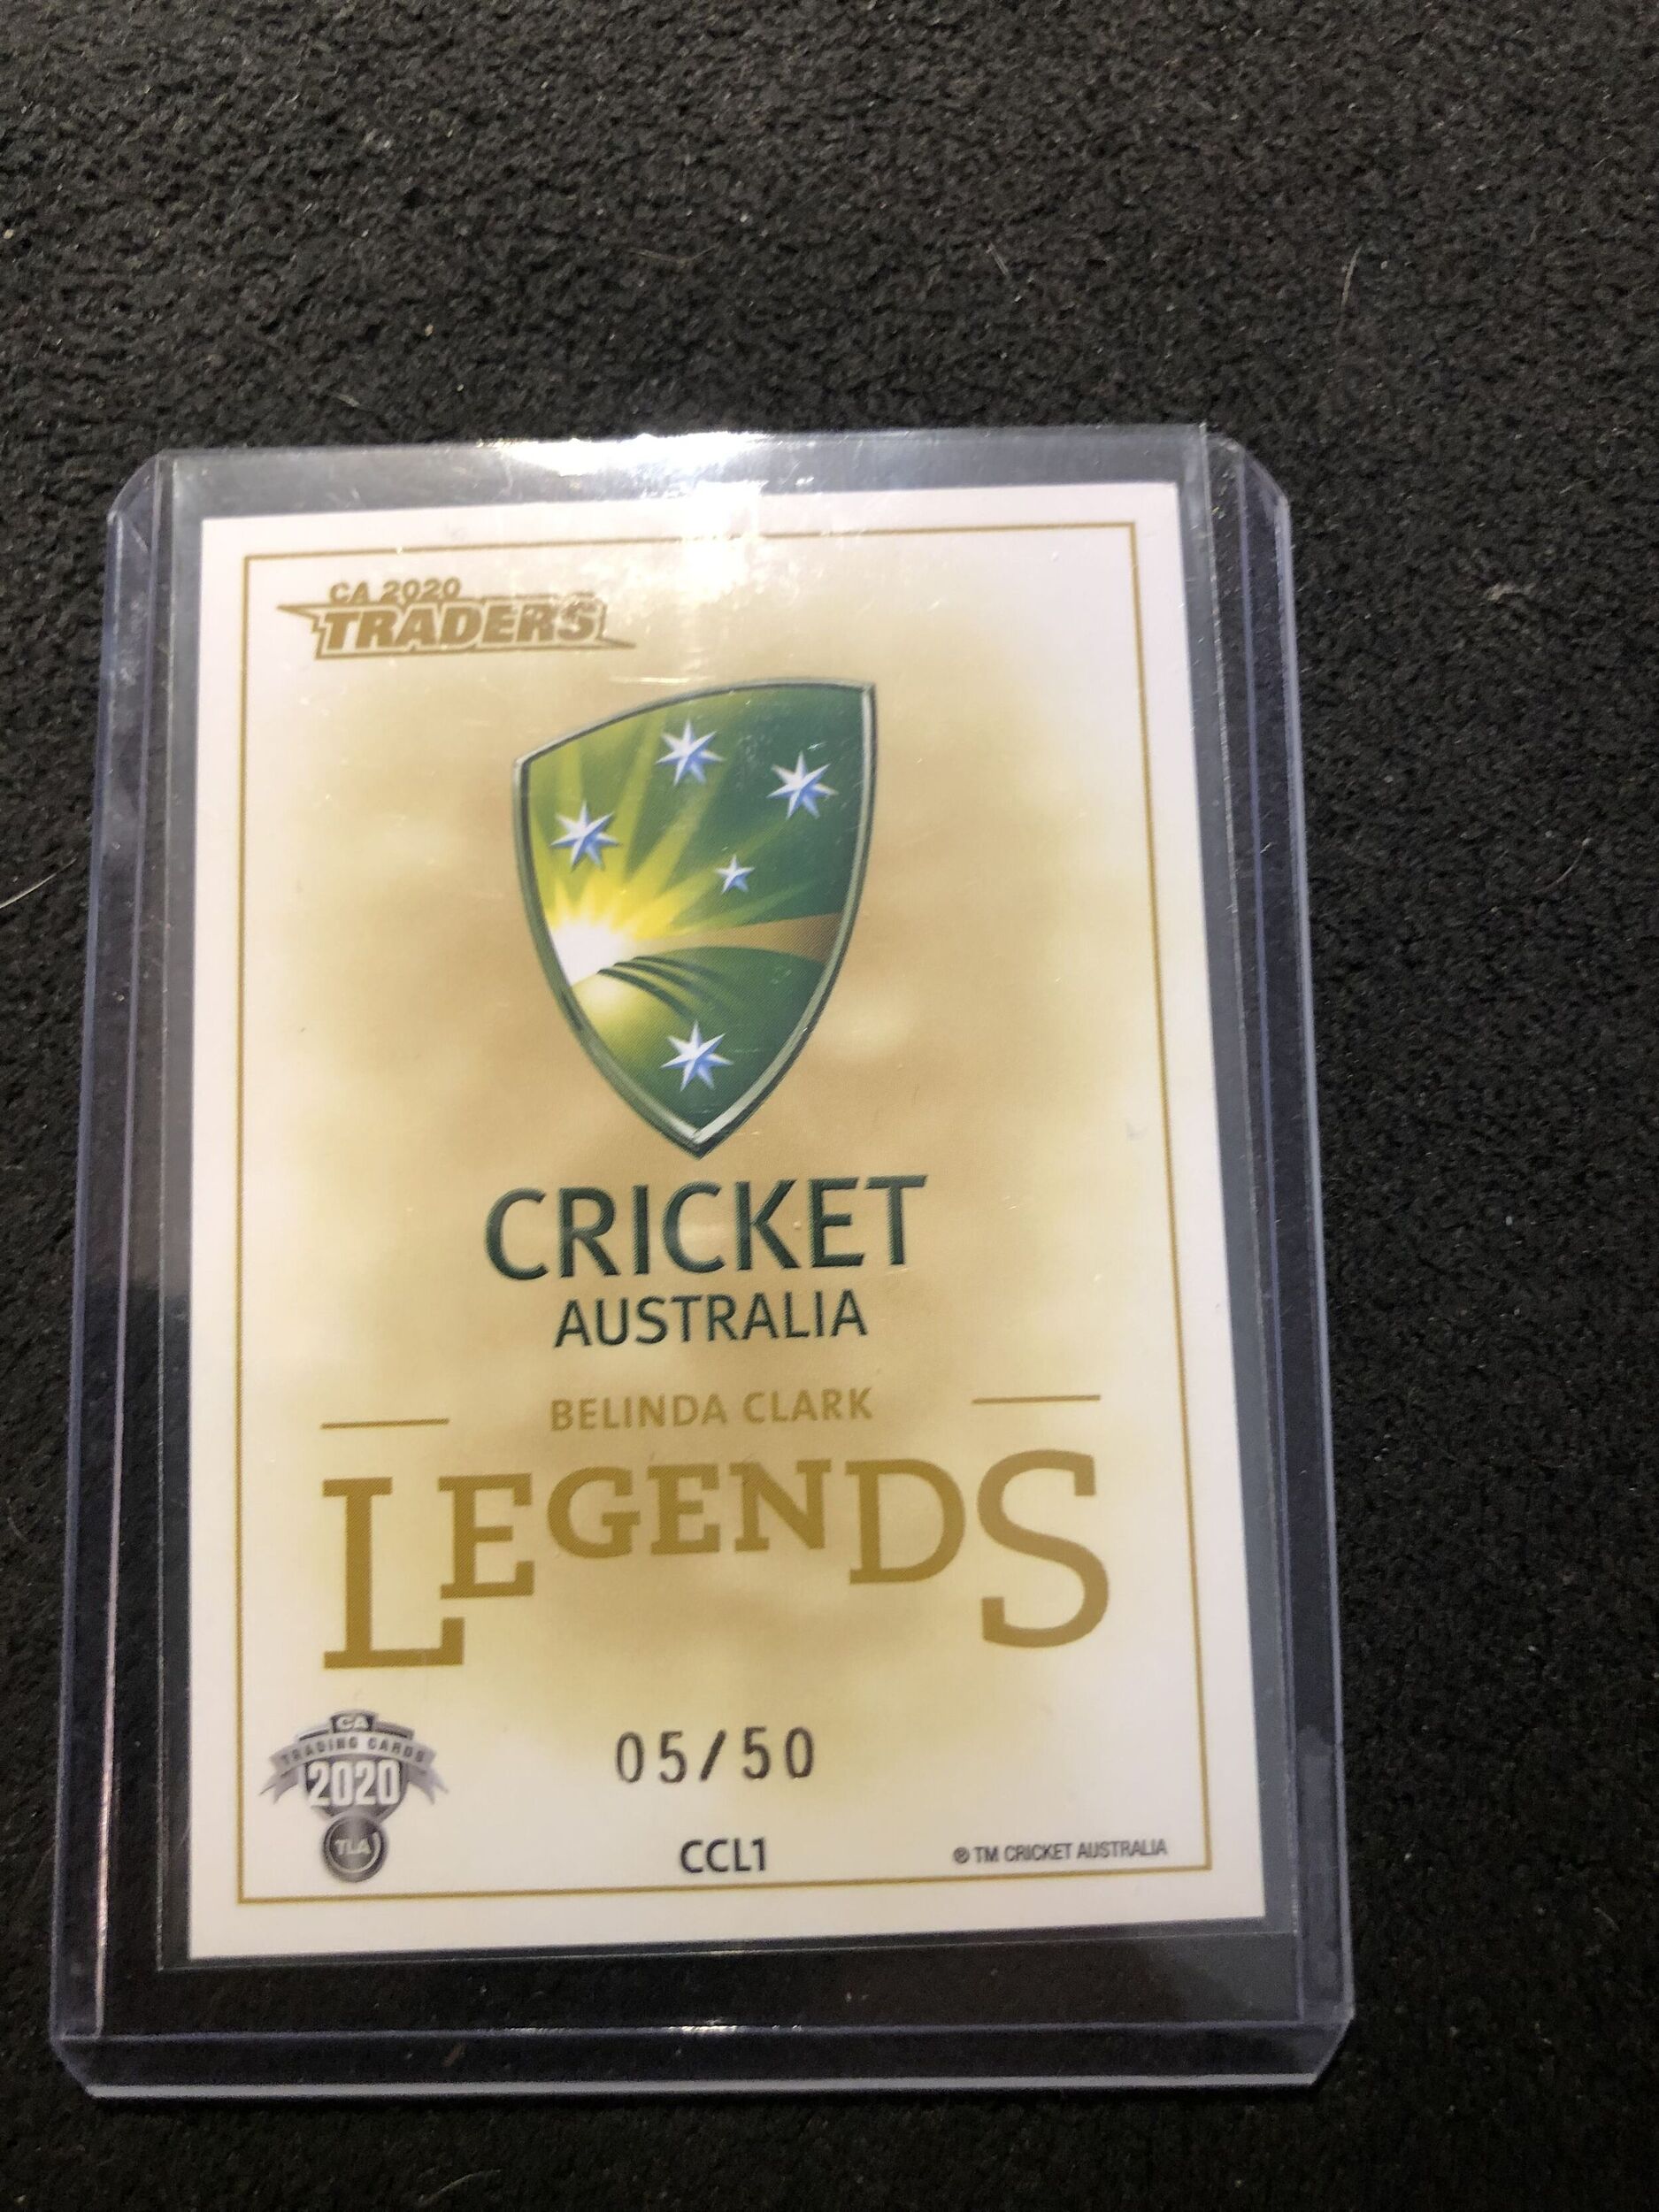 CA 2020
TRADERS
CRICKET
AUSTRALIA
BELINDA CLARK
LEGENDS
05/50
CA
TRADING CARDS
2020
TLA
CCL1
® TM CRICKET AUSTRALIA